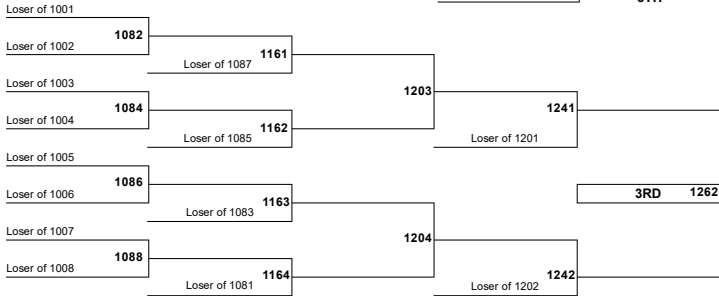 Loser of 1001
1082
Loser of 1002
1161
Loser of 1087
Loser of 1003
1203
1084
1241
Loser of 1004
1162
Loser of 1085
Loser of 1201
Loser of 1005
1086
3RD 1262
Loser of 1006
1163
Loser of 1083
Loser of 1007
1204
1088
Loser of 1008
1164
1242
Loser of 1081
Loser of 1202